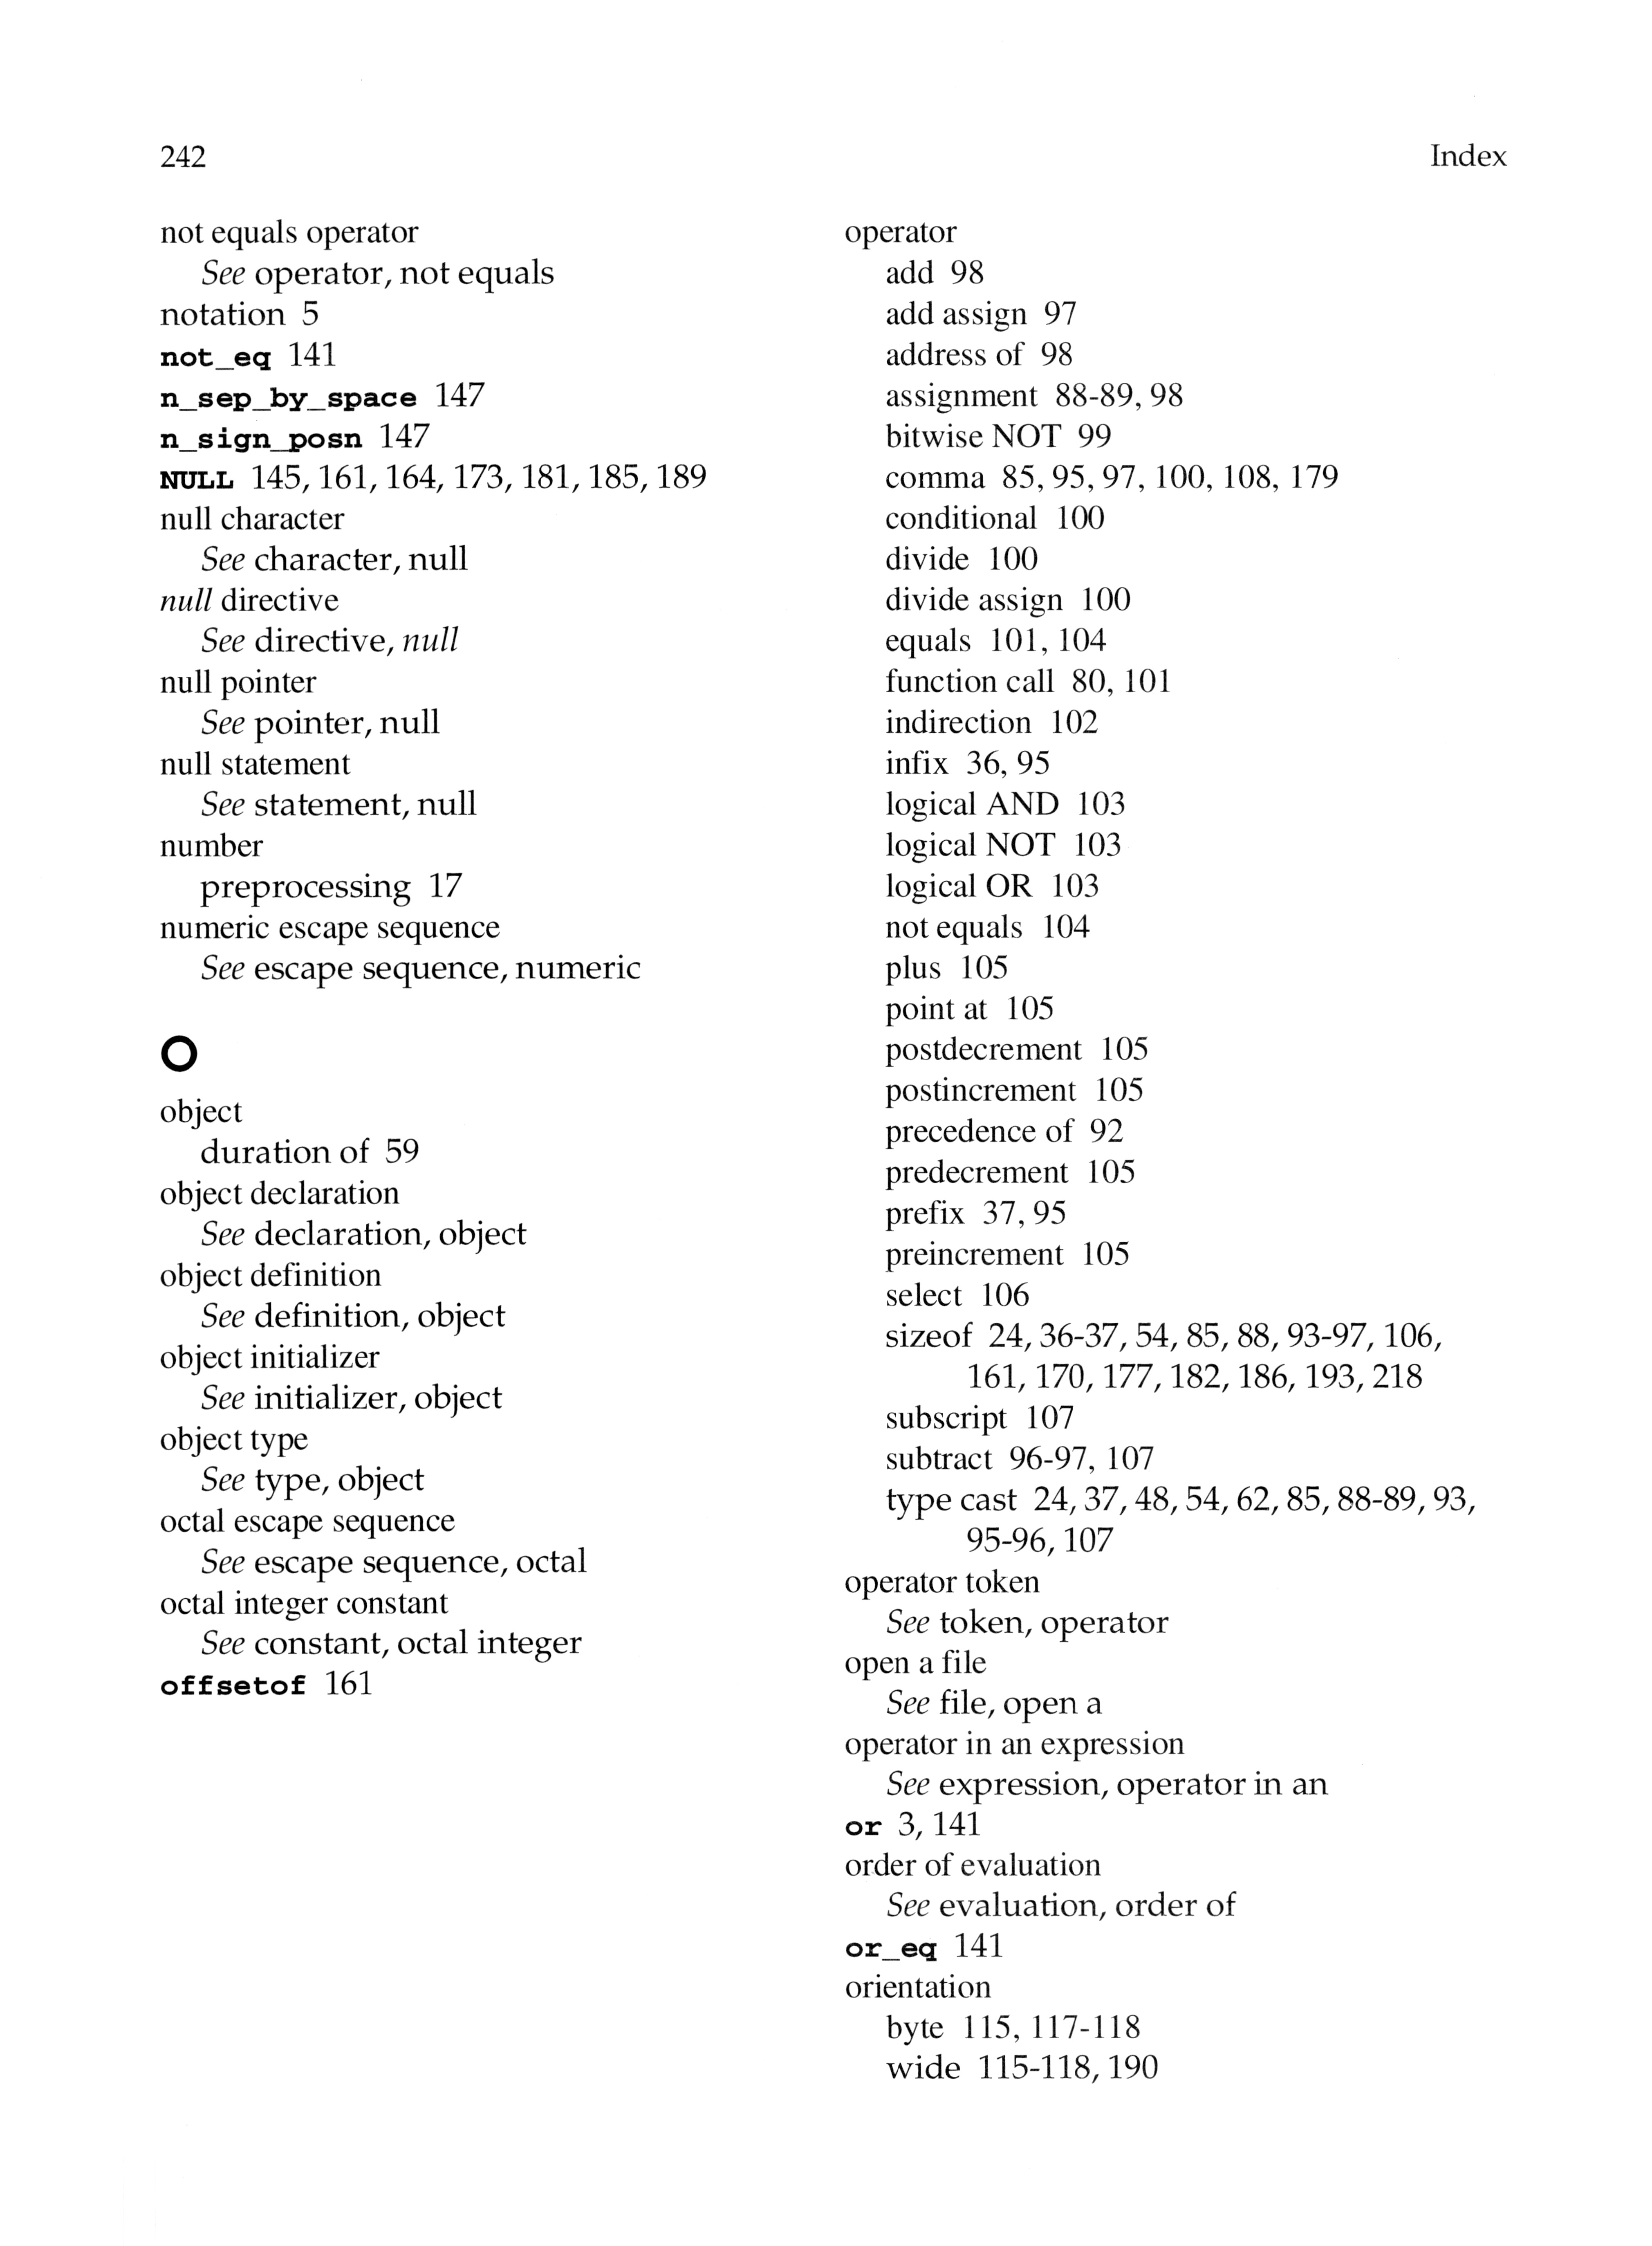 242
Index
not equals operator
See operator, not equals
notation 5
not_eq 141
n_sep_by_space 147
n_sign_posn 147
NULL 145, 161, 164, 173, 181, 185, 189
null character
See character, null
null directive
See directive, null
null pointer
See pointer, null
null statement
See statement, null
number
preprocessing 17
numeric escape sequence
See escape sequence, numeric
O
object
duration of 59
object declaration
See declaration, object
object definition
See definition, object
object initializer
See initializer, object
object type
See type, object
octal escape sequence
See escape sequence, octal
octal integer constant
See constant, octal integer
offsetof 161
operator
add 98
add assign 97
address of 98
assignment 88-89, 98
bitwise NOT 99
comma 85, 95, 97, 100, 108, 179
conditional 100
divide 100
divide assign 100
equals 101, 104
function call 80, 101
indirection 102
infix 36, 95
logical AND 103
logical NOT 103
logical OR 103
not equals 104
plus 105
point at 105
postdecrement 105
postincrement 105
precedence of 92
predecrement 105
prefix 37, 95
preincrement 105
select 106
sizeof 24, 36-37, 54, 85, 88, 93-97, 106,
161, 170, 177, 182, 186, 193, 218
subscript 107
subtract 96-97, 107
type cast 24, 37, 48, 54, 62, 85, 88-89, 93,
95-96, 107
operator token
See token, operator
open a file
See file, open a
operator in an expression
See expression, operator in an
or 3, 141
order of evaluation
See evaluation, order of
or_eq 141
orientation
byte 115, 117-118
wide 115-118, 190